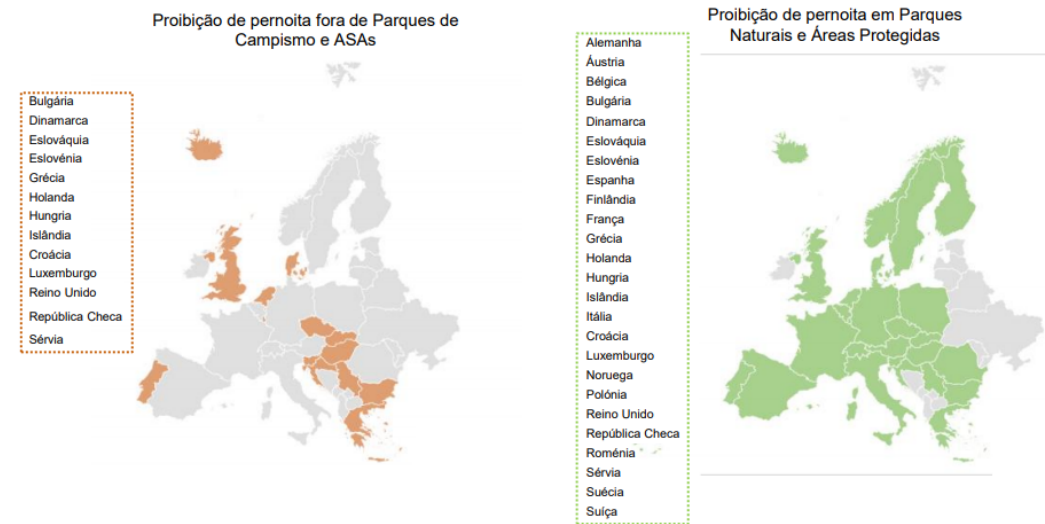 Proibição de pernoita fora de Parques de
Campismo e ASAs
Bulgária
Dinamarca
Eslováquia
Eslovénia
Grécia
Holanda
Hungria
Islândia
Croácia
Luxemburgo
Reino Unido
República Checa
Sérvia
Proibição de pernoita em Parques
Naturais e Áreas Protegidas
Alemanha
Áustria
Bélgica
Bulgária
Dinamarca
Eslováquia
Eslovénia
Espanha
Finlândia
França
Grécia
Holanda
Hungria
Islândia
Itália
Croácia
Luxemburgo
Noruega
Polónia
Reino Unido
República Checa
Roménia
Sérvia
Suécia
Suíça